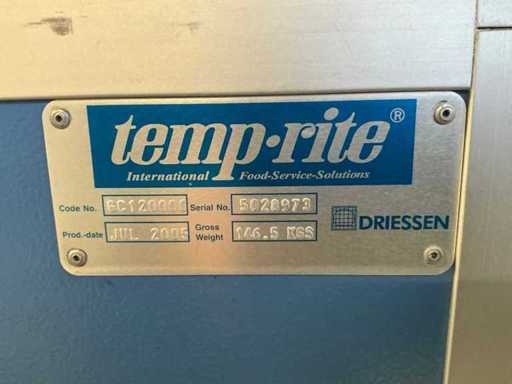 temp·rite®
International Food-Service-Solutions
Code No. Serial No. 5028973
DRIESSEN
Prod.-date JUL 2005 Gross Weight 146.5 KGS